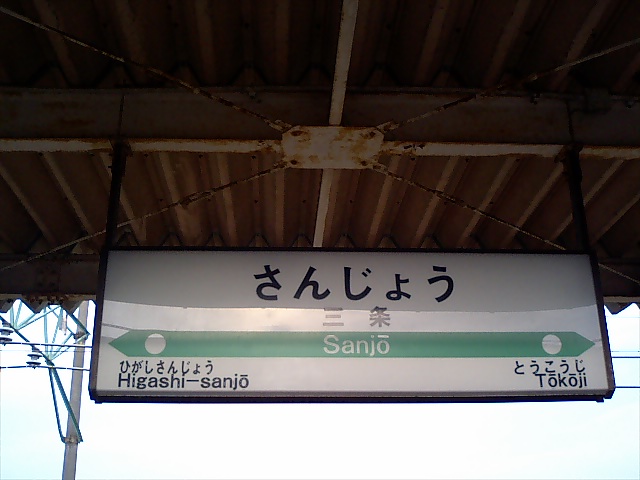 さんじょう
三条
Sanjō
ひがしさんじょう
Higashi-sanjō
とうこうじ
Tōkōji